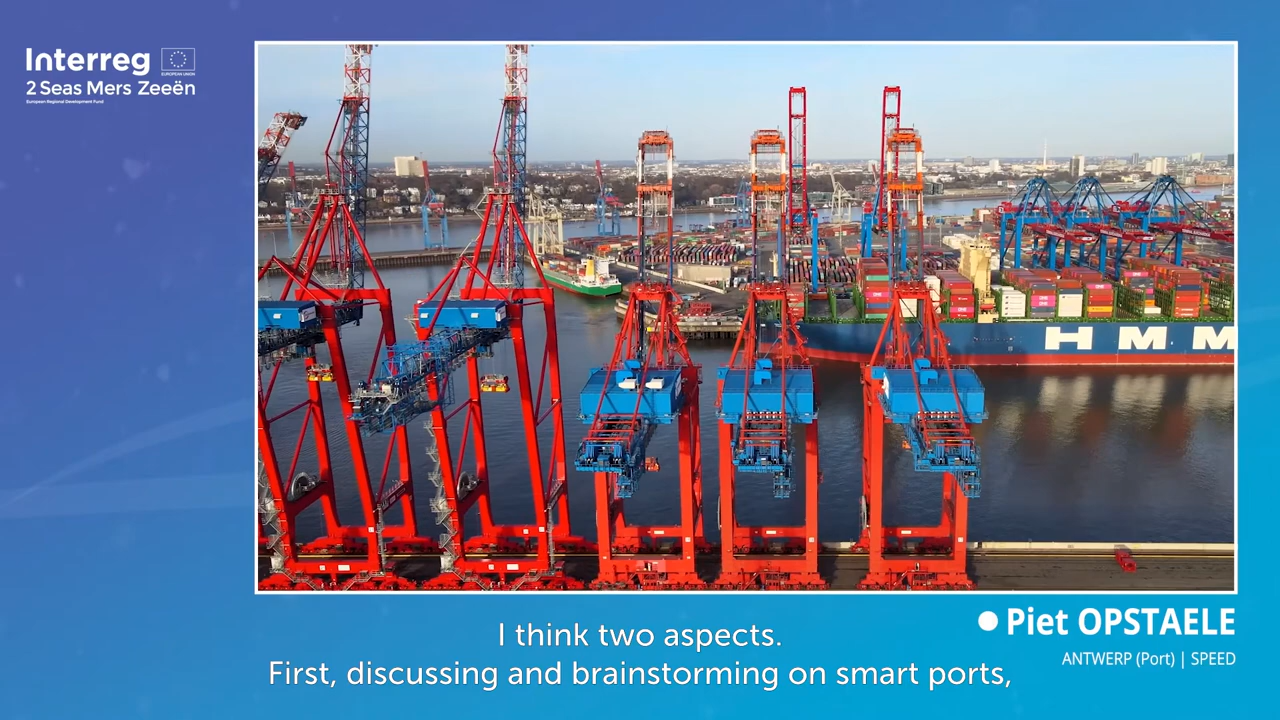 Interreg
EUROPEAN UNION
2 Seas Mers Zeeën
European Regional Development Fund
HMM
Piet OPSTAELE
ANTWERP (Port) | SPEED
I think two aspects.
First, discussing and brainstorming on smart ports,